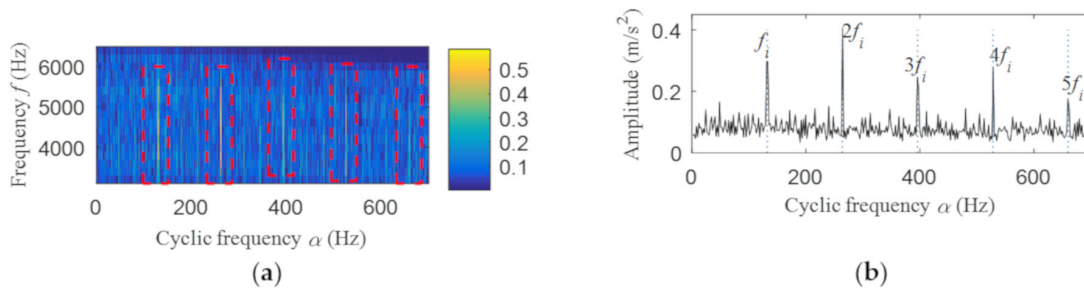 6000
5000
4000
Frequency f (Hz)
0 200 400 600
Cyclic frequency α (Hz)
0.5
0.4
0.3
0.2
0.1
(a)
Amplitude (m/s²)
0.4
0.2
0
f_i
2f_i
3f_i
4f_i
5f_i
0 200 400 600
Cyclic frequency α (Hz)
(b)